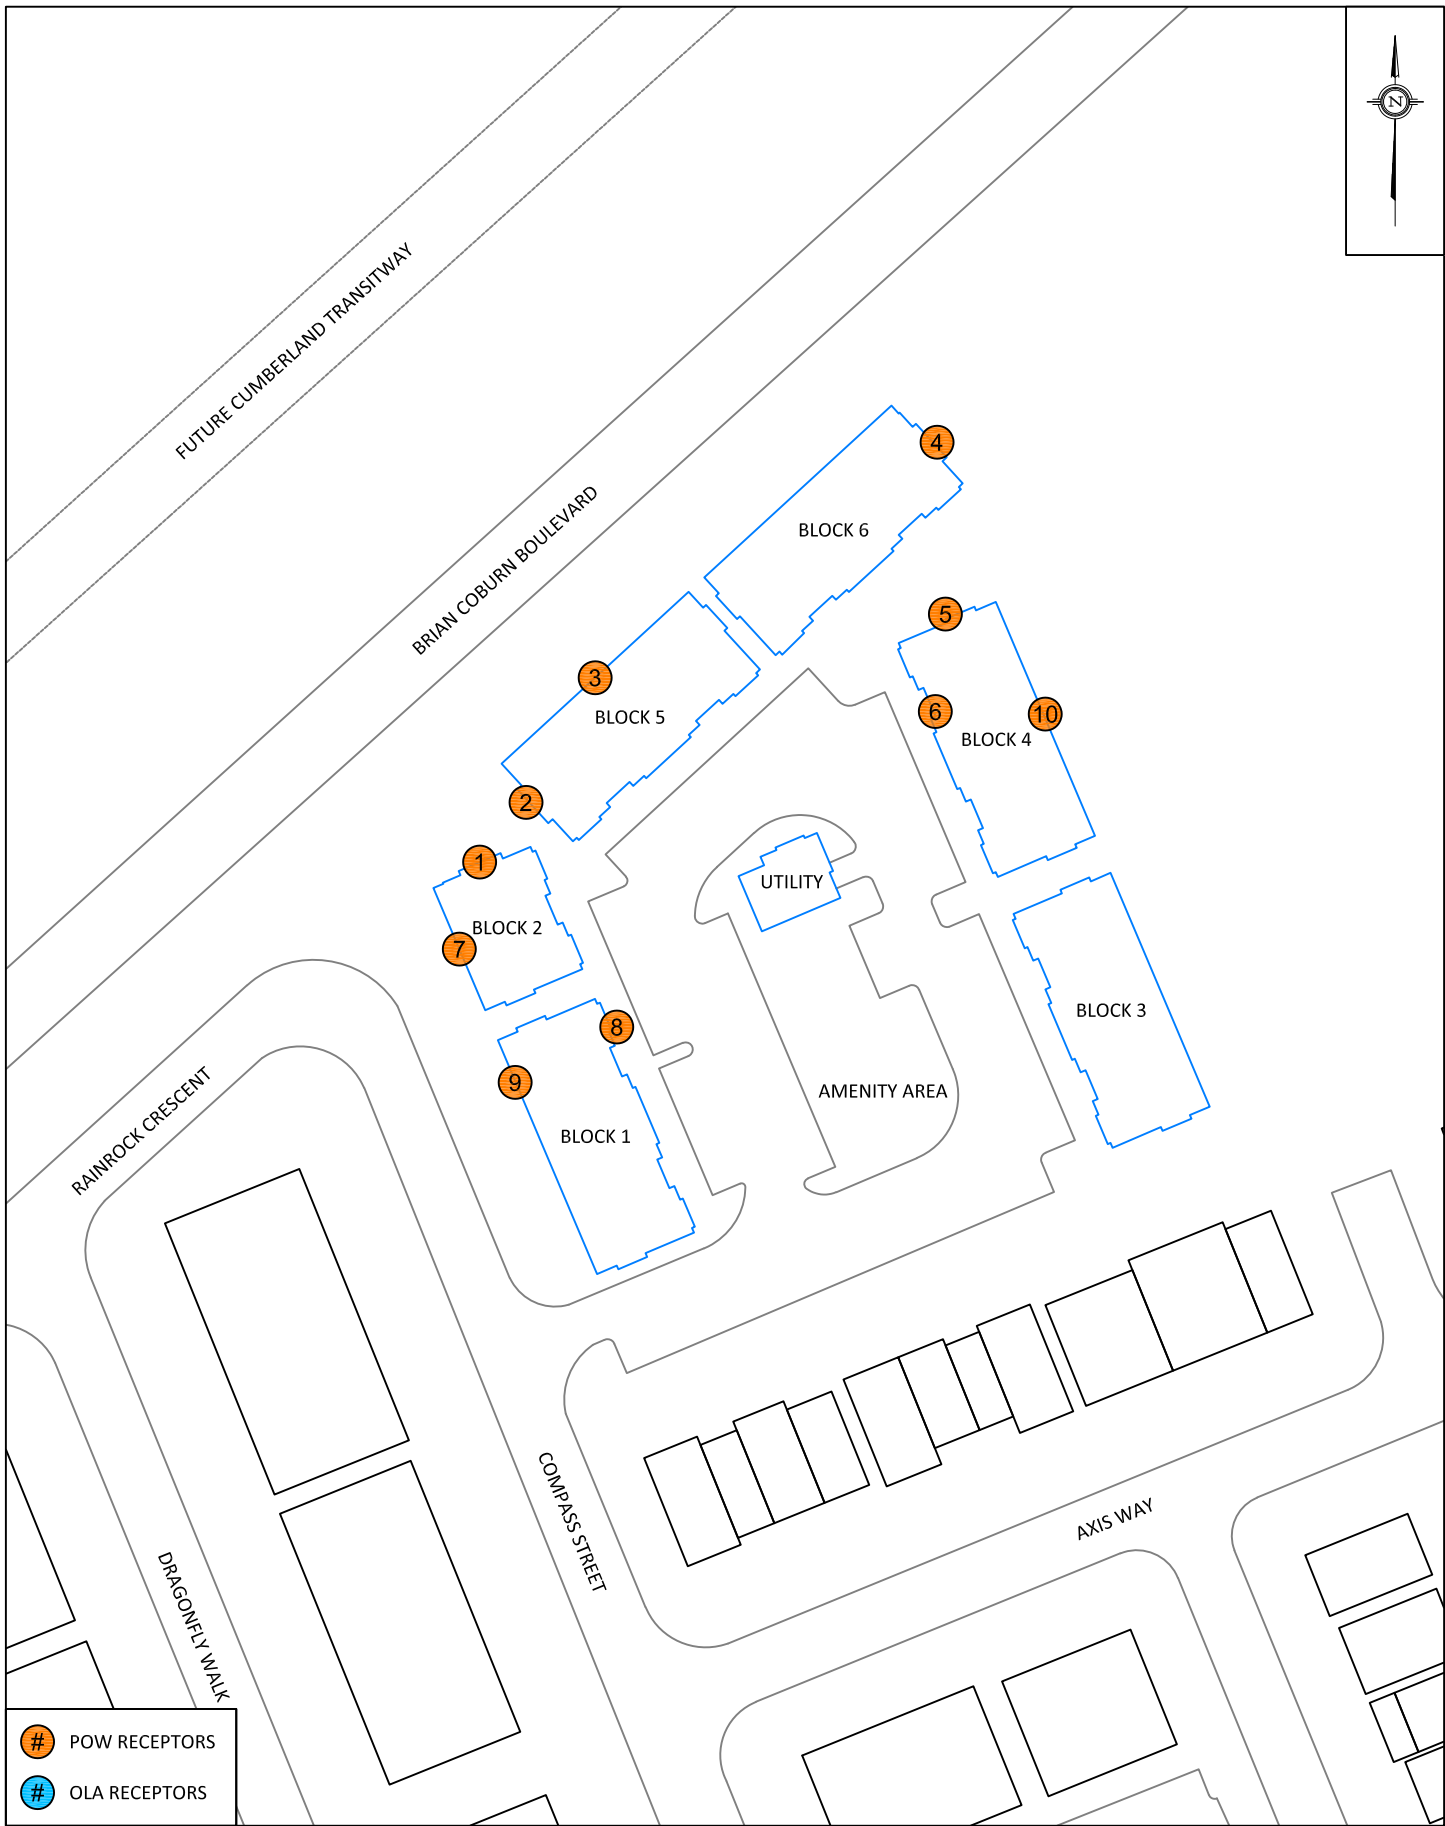 N
FUTURE CUMBERLAND TRANSITWAY
BRIAN COBURN BOULEVARD
4
BLOCK 6
5
3
6
10
BLOCK 5
BLOCK 4
2
1
UTILITY
BLOCK 2
7
BLOCK 3
8
9
AMENITY AREA
BLOCK 1
RAINROCK CRESCENT
COMPASS STREET
AXIS WAY
DRAGONFLY WALK
# POW RECEPTORS
# OLA RECEPTORS